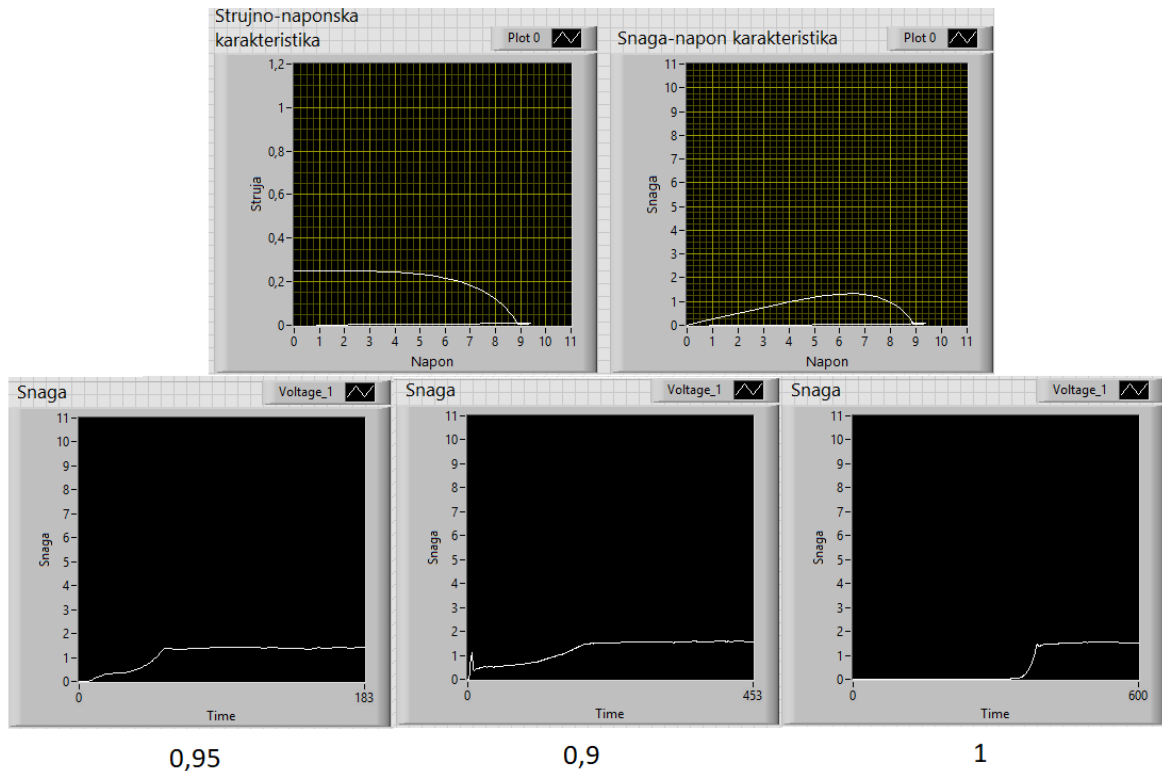 Strujno-naponska
karakteristika
Plot 0
1,2
1
0,8
0,6
0,4
0,2
0
Struja
0 1 2 3 4 5 6 7 8 9 10 11
Napon
Snaga-napon karakteristika
Plot 0
11
10
9
8
7
6
5
4
3
2
1
0
Snaga
0 1 2 3 4 5 6 7 8 9 10 11
Napon
Snaga
Voltage_1
11
10
9
8
7
6
5
4
3
2
1
0
Snaga
0 183
Time
0,95
Snaga
Voltage_1
11
10
9
8
7
6
5
4
3
2
1
0
Snaga
0 453
Time
0,9
Snaga
Voltage_1
11
10
9
8
7
6
5
4
3
2
1
0
Snaga
0 600
Time
1